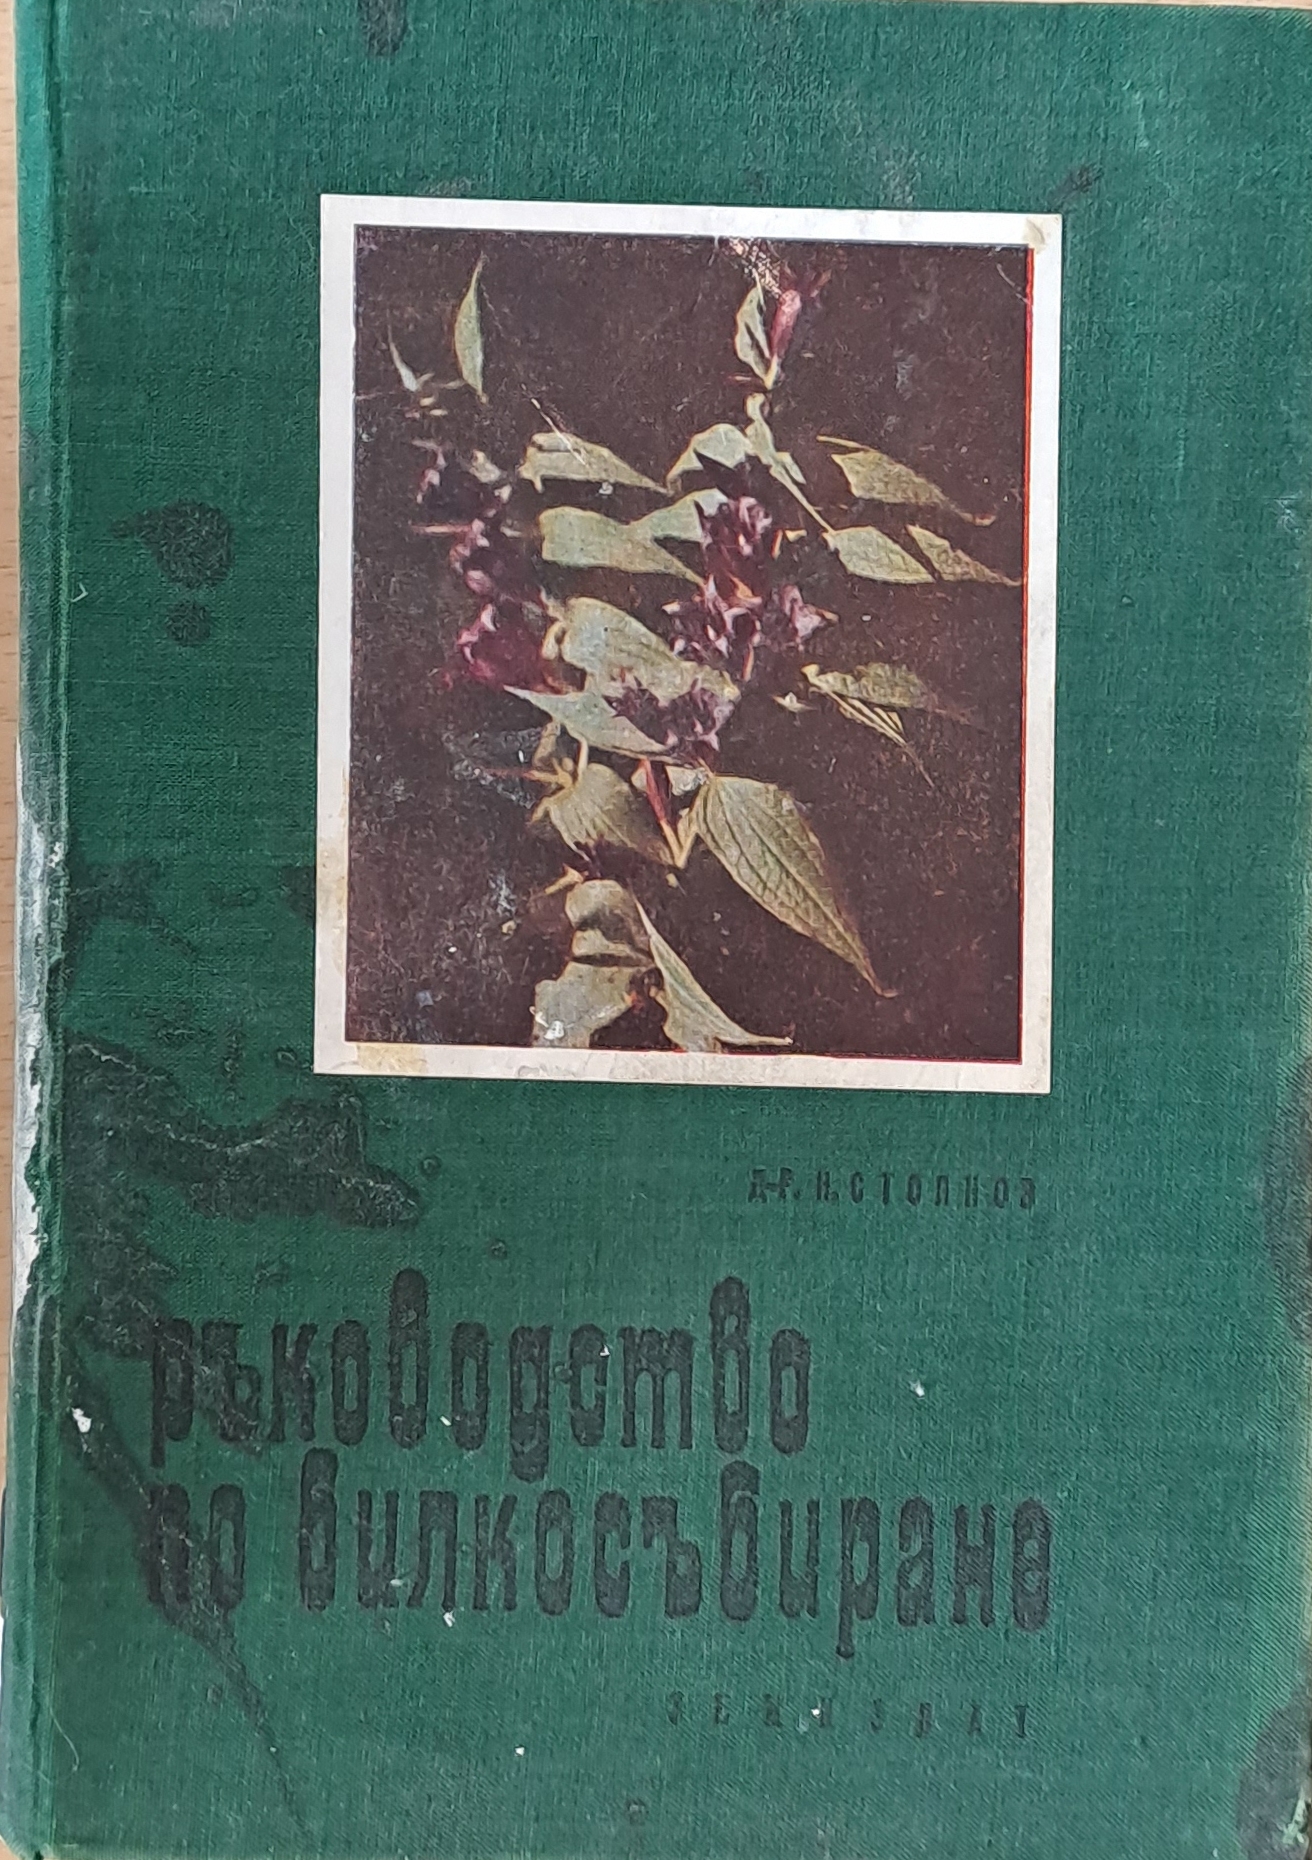 Д-Р. Н. СТОЯНОВ
ръководство
по билкосъбиране
ЗЕМИЗДАТ